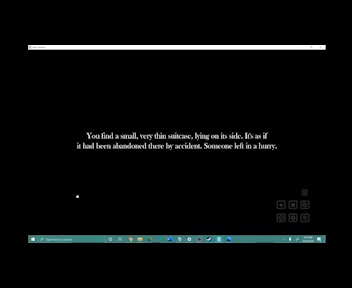 You find a small, very thin suitcase, lying on its side. It's as if
it had been abandoned there by accident. Someone left in a hurry.